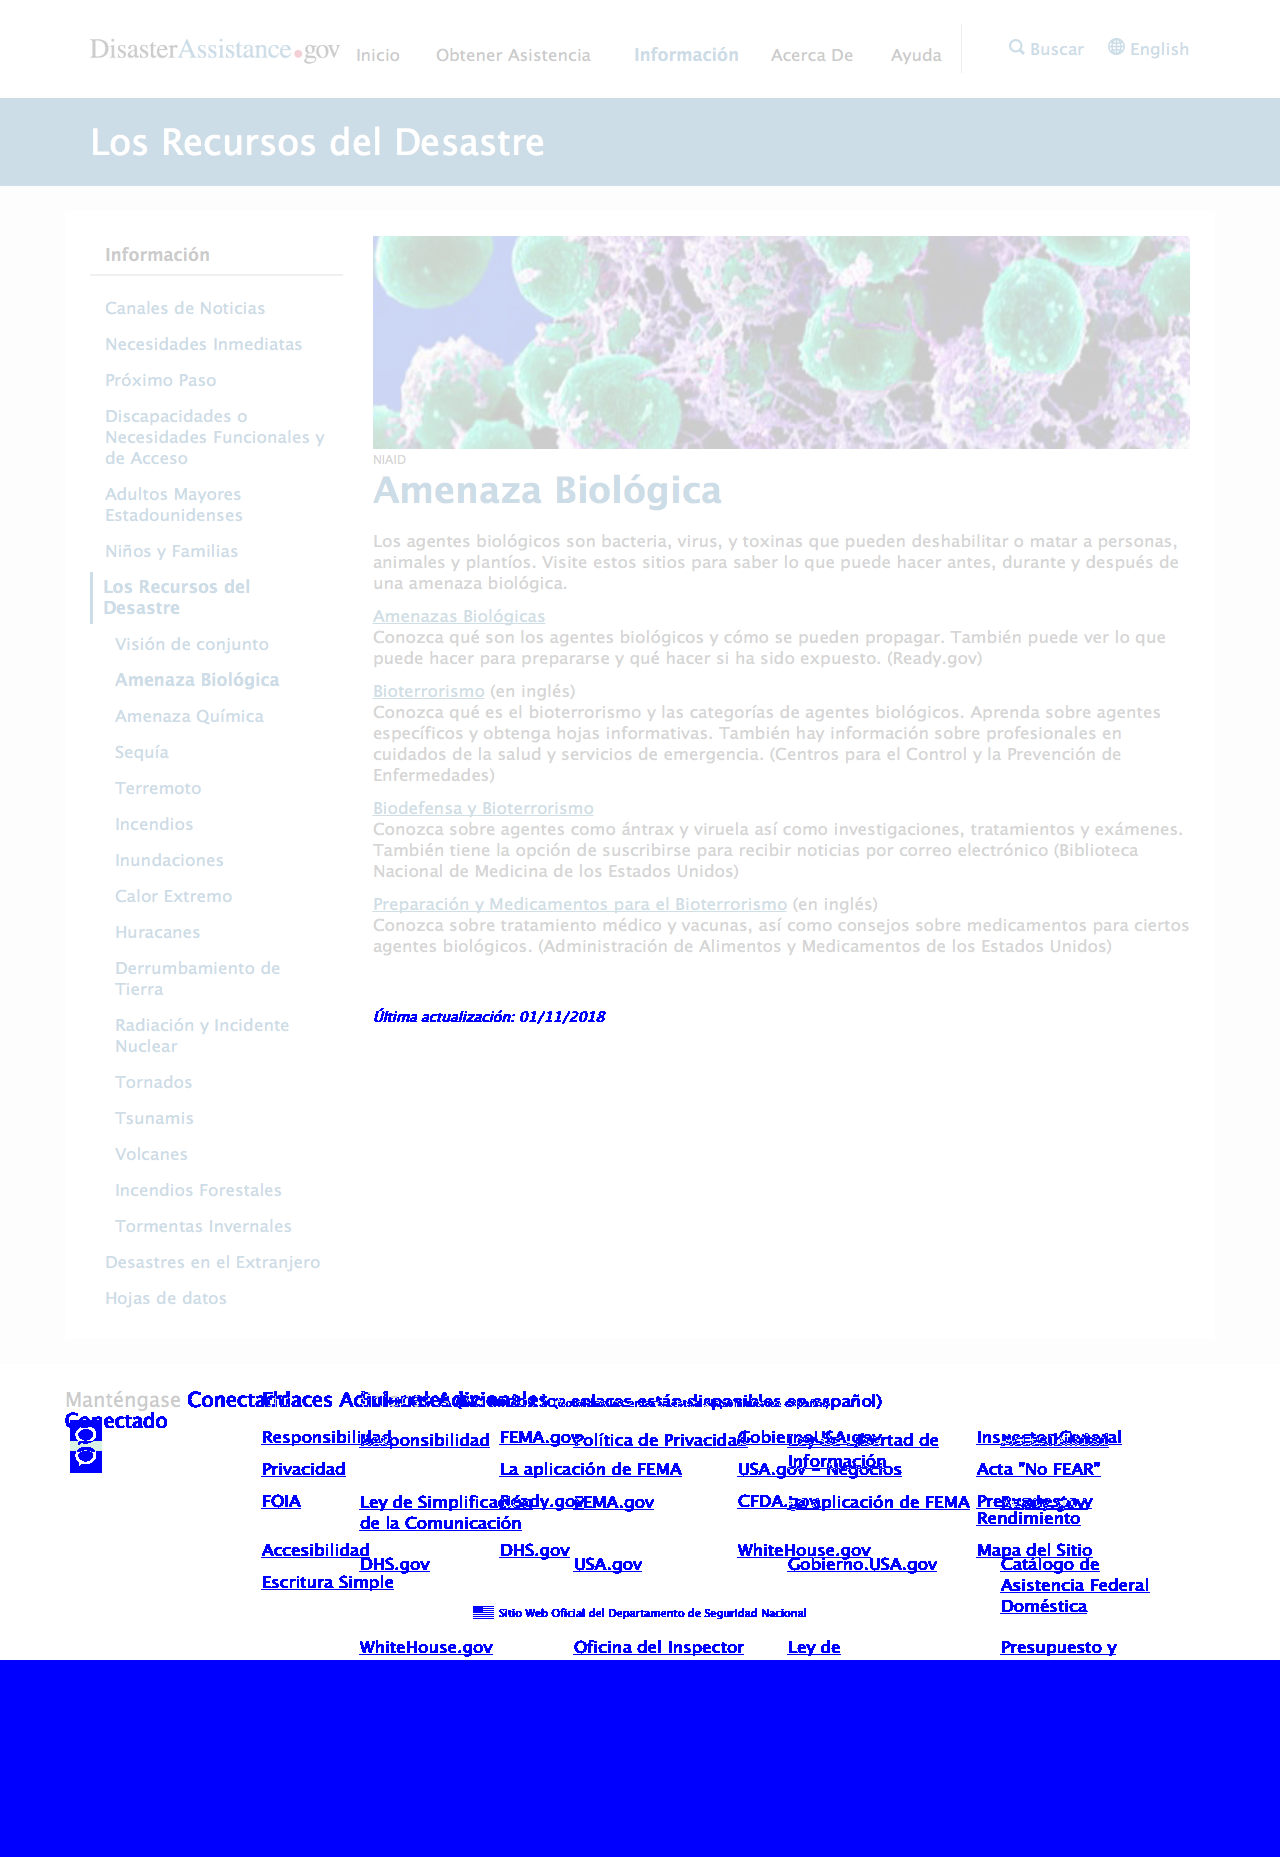 DisasterAssistance.gov
Inicio Obtener Asistencia Información Acerca De Ayuda Buscar English
Los Recursos del Desastre
Información
Canales de Noticias
Necesidades Inmediatas
Próximo Paso
Discapacidades o
Necesidades Funcionales y
de Acceso
Adultos Mayores
Estadounidenses
Niños y Familias
Los Recursos del
Desastre
Visión de conjunto
Amenaza Biológica
Amenaza Química
Sequía
Terremoto
Incendios
Inundaciones
Calor Extremo
Huracanes
Derrumbamiento de
Tierra
Radiación y Incidente
Nuclear
Tornados
Tsunamis
Volcanes
Incendios Forestales
Tormentas Invernales
Desastres en el Extranjero
Hojas de datos
NIAID
Amenaza Biológica
Los agentes biológicos son bacteria, virus, y toxinas que pueden deshabilitar o matar a personas,
animales y plantíos. Visite estos sitios para saber lo que puede hacer antes, durante y después de
una amenaza biológica.
Amenazas Biológicas
Conozca qué son los agentes biológicos y cómo se pueden propagar. También puede ver lo que
puede hacer para prepararse y qué hacer si ha sido expuesto. (Ready.gov)
Bioterrorismo (en inglés)
Conozca qué es el bioterrorismo y las categorías de agentes biológicos. Aprenda sobre agentes
específicos y obtenga hojas informativas. También hay información sobre profesionales en
cuidados de la salud y servicios de emergencia. (Centros para el Control y la Prevención de
Enfermedades)
Biodefensa y Bioterrorismo
Conozca sobre agentes como ántrax y viruela así como investigaciones, tratamientos y exámenes.
También tiene la opción de suscribirse para recibir noticias por correo electrónico (Biblioteca
Nacional de Medicina de los Estados Unidos)
Preparación y Medicamentos para el Bioterrorismo (en inglés)
Conozca sobre tratamiento médico y vacunas, así como consejos sobre medicamentos para ciertos
agentes biológicos. (Administración de Alimentos y Medicamentos de los Estados Unidos)
Última actualización: 01/11/2018
Manténgase
Conectado
enlaces están disponibles en español)
Responsibilidad FEMA.gov Gobierno.USA.gov Inspector General
Responsibilidad Política de Privacidad Ley de Libertad de
Información
Privacidad La aplicación de FEMA USA.gov – Negocios Acta "No FEAR"
FOIA Ready.gov CFDA.gov Presupuesto y
Rendimiento
Ley de Simplificación FEMA.gov La aplicación de FEMA Ready.gov
de la Comunicación
Accesibilidad DHS.gov WhiteHouse.gov Mapa del Sitio
DHS.gov USA.gov Gobierno.USA.gov Catálogo de
Asistencia Federal
Doméstica
Escritura Simple
Sitio Web Oficial del Departamento de Seguridad Nacional
WhiteHouse.gov Oficina del Inspector Ley de Presupuesto y